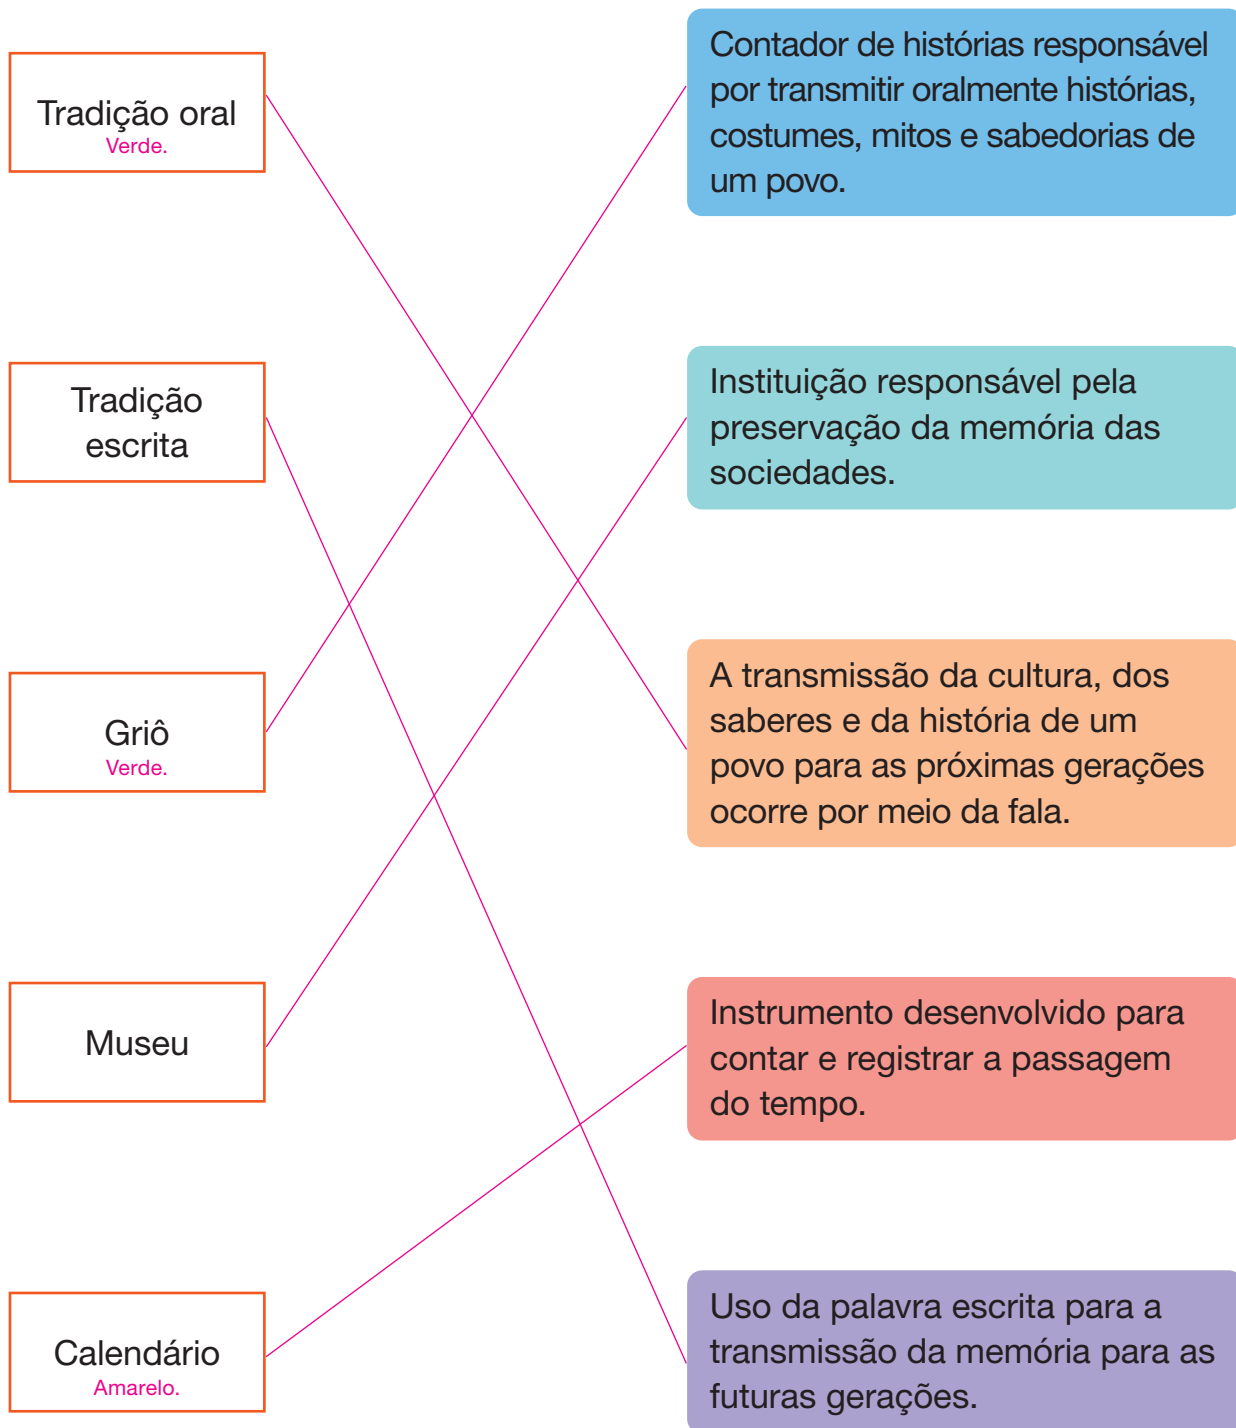 Tradição oral
Verde.
Tradição
escrita
Griô
Verde.
Museu
Calendário
Amarelo.
Contador de histórias responsável
por transmitir oralmente histórias,
costumes, mitos e sabedorias de
um povo.
Instituição responsável pela
preservação da memória das
sociedades.
A transmissão da cultura, dos
saberes e da história de um
povo para as próximas gerações
ocorre por meio da fala.
Instrumento desenvolvido para
contar e registrar a passagem
do tempo.
Uso da palavra escrita para a
transmissão da memória para as
futuras gerações.